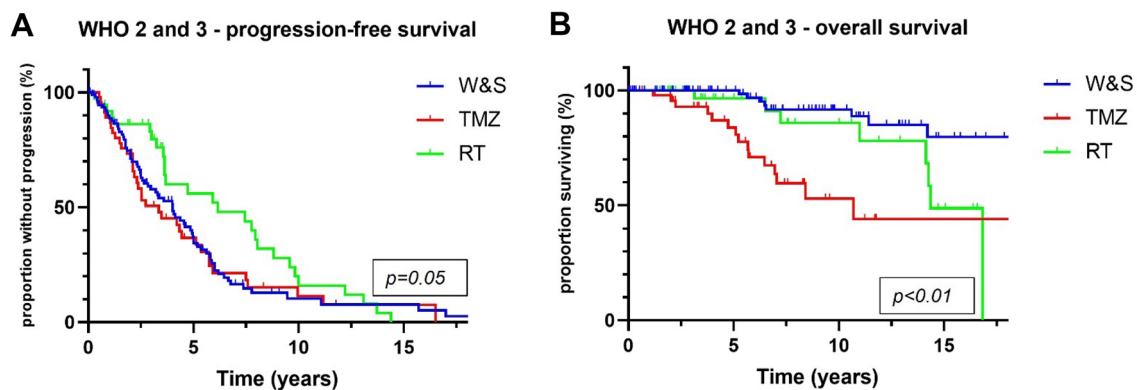 A
WHO 2 and 3 - progression-free survival
proportion without progression (%)
100
50
0
W&S
TMZ
RT
p=0.05
0
5
10
15
Time (years)
B
WHO 2 and 3 - overall survival
proportion surviving (%)
100
50
0
W&S
TMZ
RT
p<0.01
0
5
10
15
Time (years)